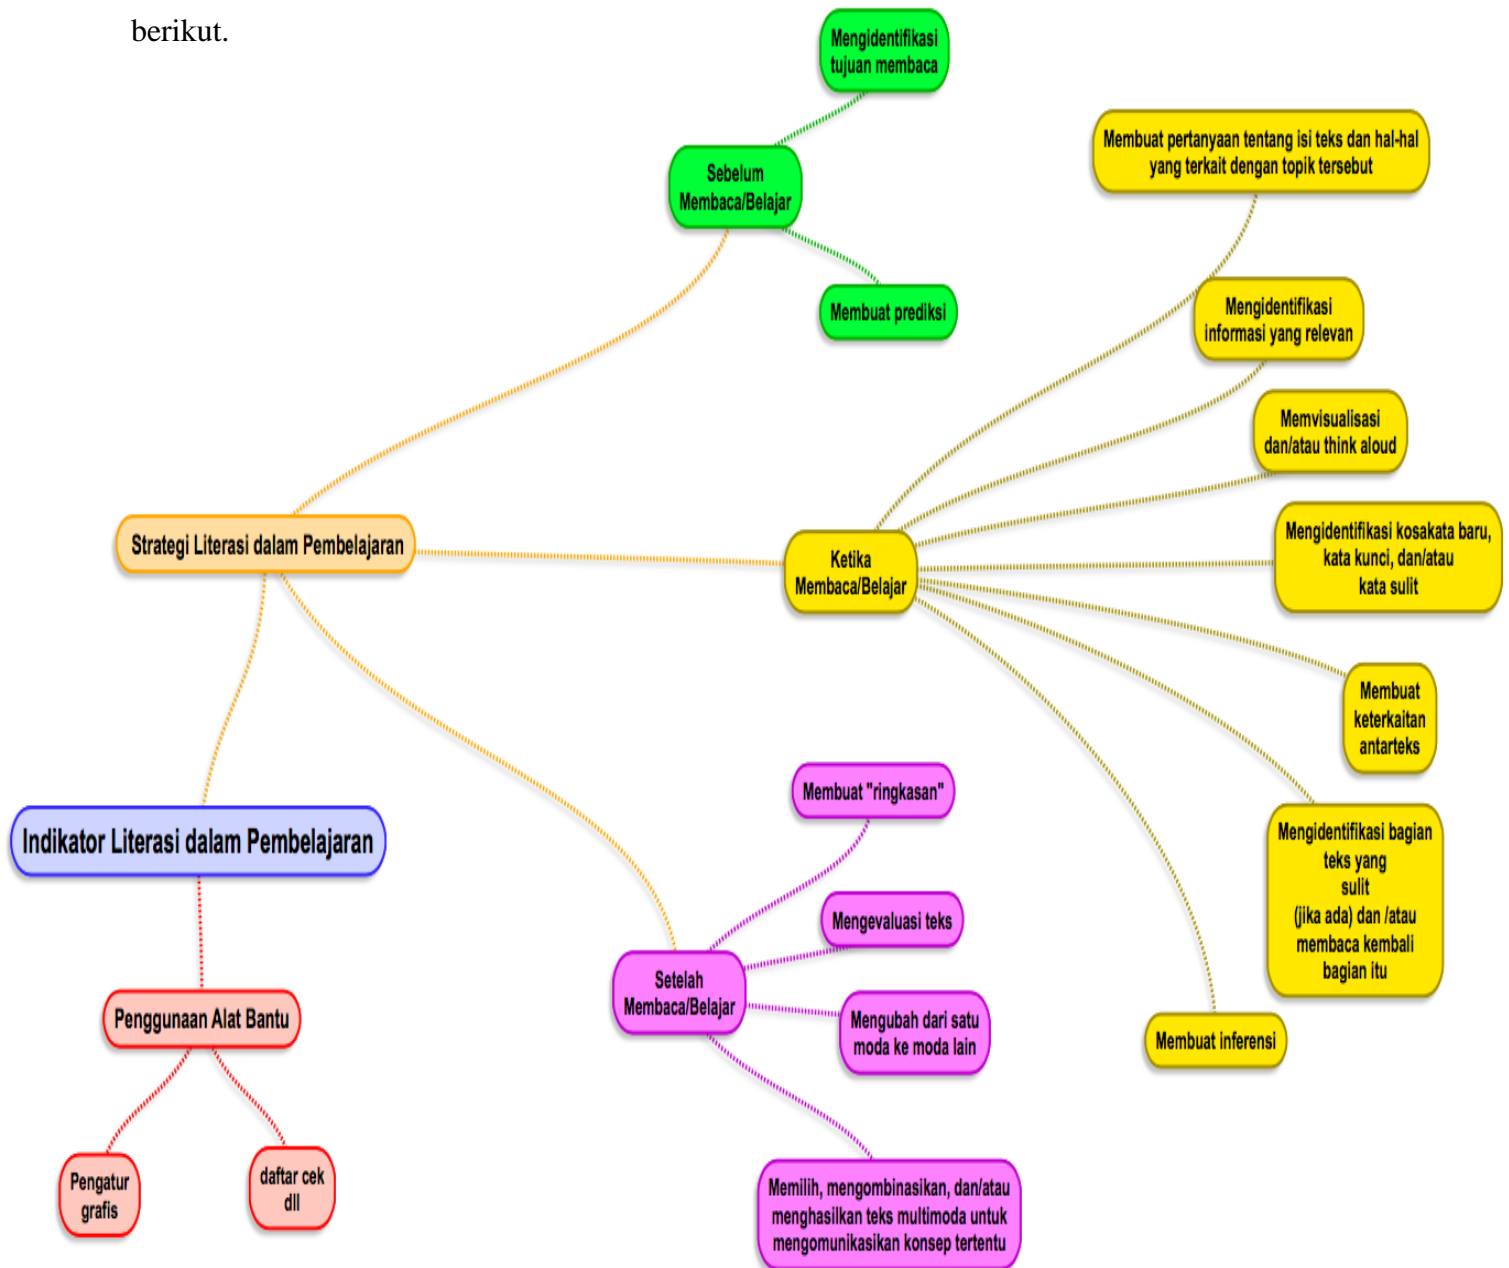 berikut.
Mengidentifikasi
tujuan membaca
Sebelum
Membaca/Belajar
Membuat prediksi
Membuat pertanyaan tentang isi teks dan hal-hal
yang terkait dengan topik tersebut
Mengidentifikasi
informasi yang relevan
Memvisualisasi
dan/atau think aloud
Strategi Literasi dalam Pembelajaran
Ketika
Membaca/Belajar
Mengidentifikasi kosakata baru,
kata kunci, dan/atau
kata sulit
Membuat
keterkaitan
antarteks
Mengidentifikasi bagian
teks yang
sulit
(jika ada) dan /atau
membaca kembali
bagian itu
Membuat inferensi
Indikator Literasi dalam Pembelajaran
Membuat "ringkasan"
Mengevaluasi teks
Setelah
Membaca/Belajar
Mengubah dari satu
moda ke moda lain
Memilih, mengombinasikan, dan/atau
menghasilkan teks multimoda untuk
mengomunikasikan konsep tertentu
Penggunaan Alat Bantu
Pengatur
grafis
daftar cek
dll